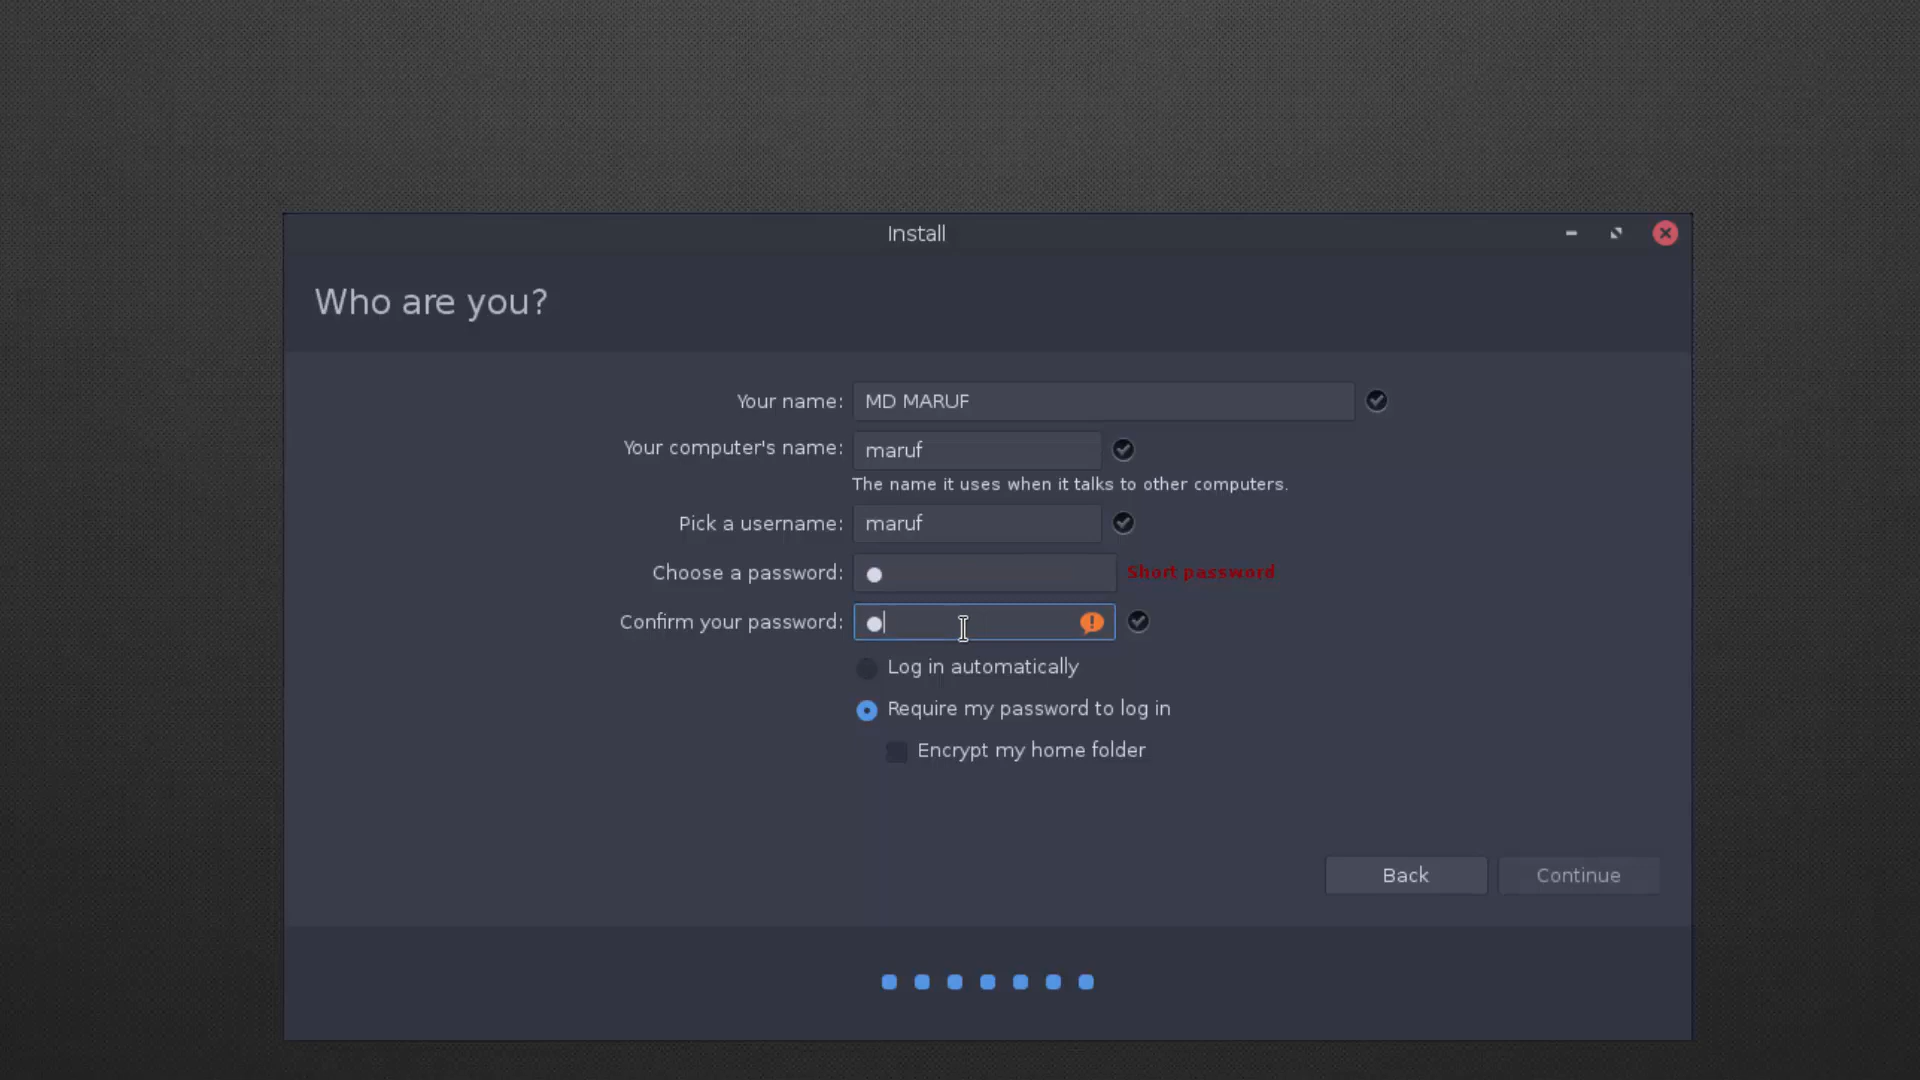 Install
Who are you?
Your name: MD MARUF
Your computer's name: maruf
The name it uses when it talks to other computers.
Pick a username: maruf
Choose a password: ● Short password
Confirm your password: ●
Log in automatically
Require my password to log in
Encrypt my home folder
Back Continue